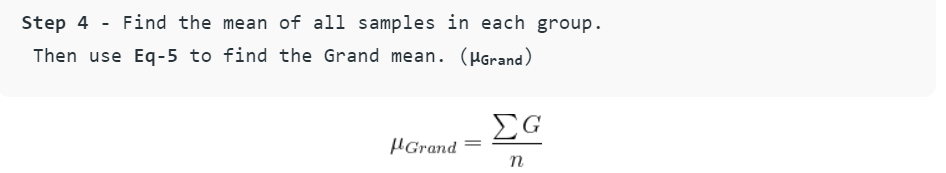 Step 4 - Find the mean of all samples in each group.
Then use Eq-5 to find the Grand mean. (μGrand)
μGrand = ∑G / n